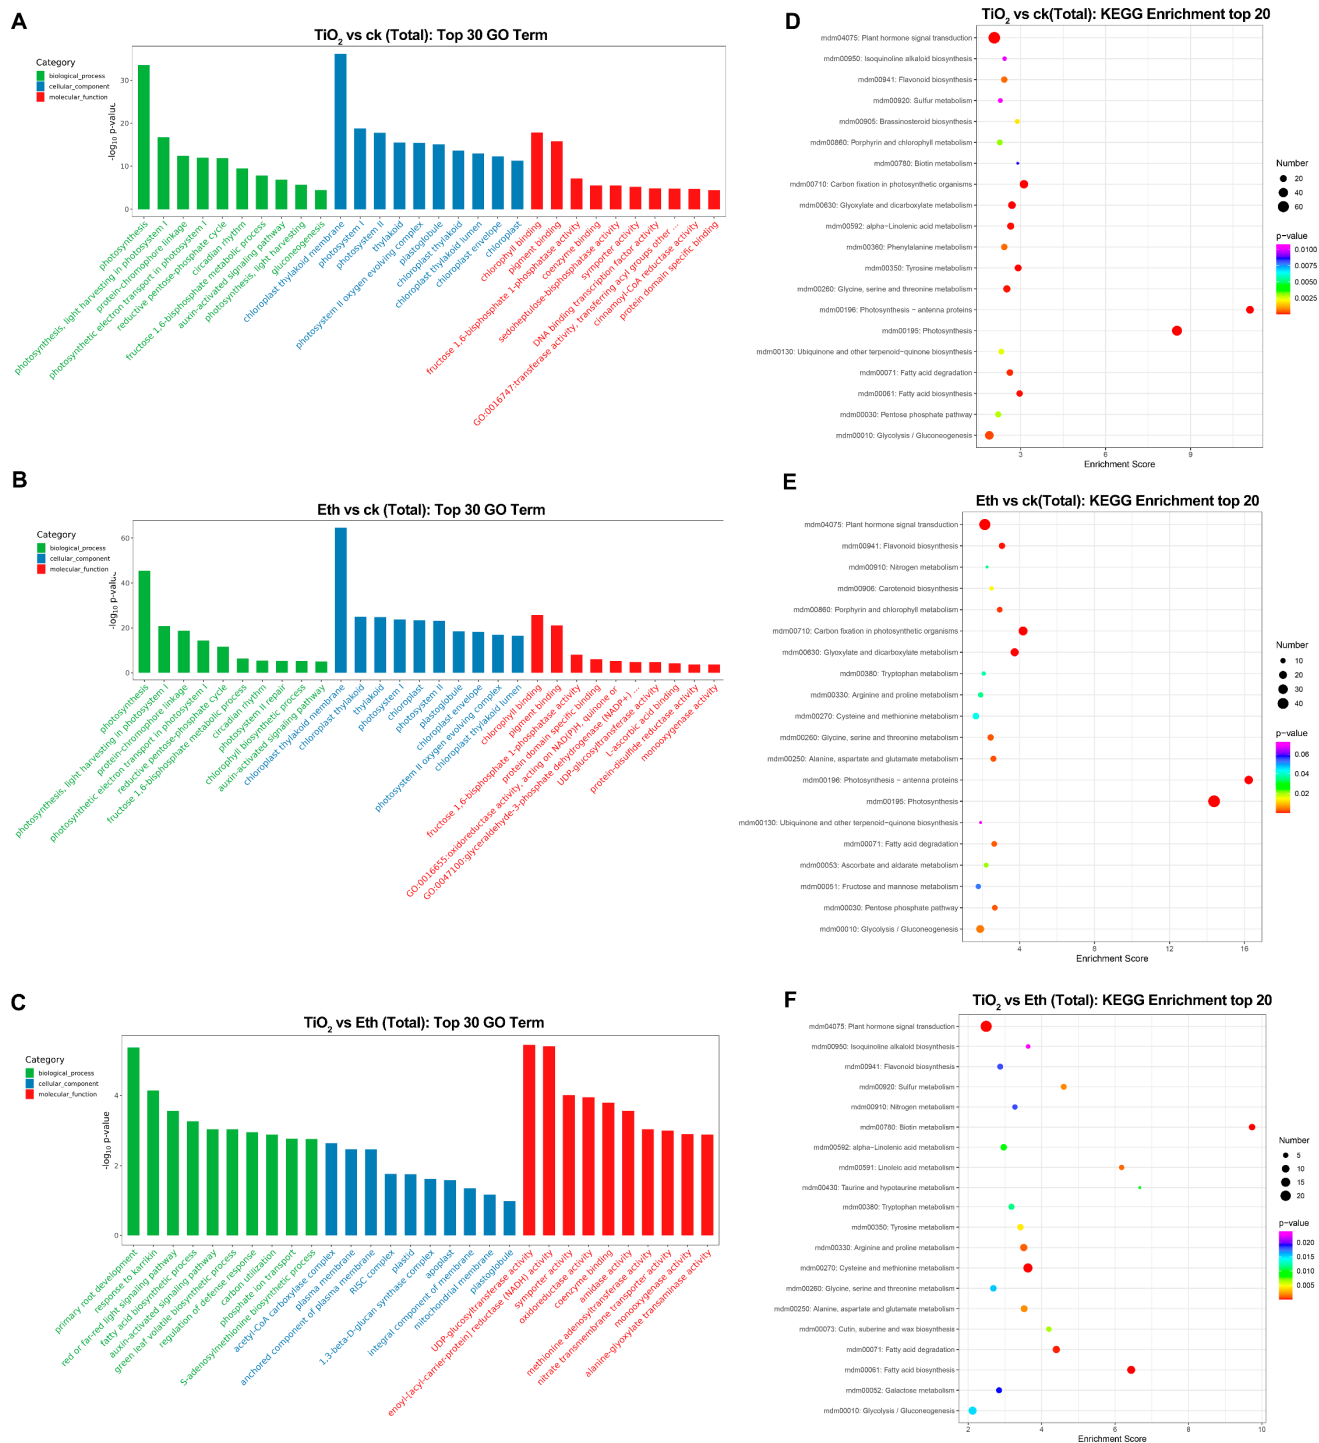 A
TiO2 vs ck (Total): Top 30 GO Term
Category
biological_process
cellular_component
molecular_function
-log10 p-value
30
20
10
0
photosynthesis
photosynthesis, light harvesting in photosystem I
protein-chromophore linkage
photosynthetic electron transport in photosystem I
reductive pentose-phosphate cycle
circadian rhythm
fructose 1,6-bisphosphate metabolic process
auxin-activated signaling pathway
photosynthesis, light harvesting
gluconeogenesis
chloroplast thylakoid membrane
photosystem I
photosystem II
thylakoid
photosystem II oxygen evolving complex
plastoglobule
chloroplast thylakoid
chloroplast thylakoid lumen
chloroplast envelope
chloroplast
chlorophyll binding
pigment binding
fructose 1,6-bisphosphate 1-phosphatase activity
coenzyme binding
sedoheptulose-bisphosphatase activity
symporter activity
DNA binding transcription factor activity
GO:0016747:transferase activity, transferring acyl groups other ...
cinnamoyl-CoA reductase activity
protein domain specific binding
D
TiO2 vs ck(Total): KEGG Enrichment top 20
mdm04075: Plant hormone signal transduction
mdm00950: Isoquinoline alkaloid biosynthesis
mdm00941: Flavonoid biosynthesis
mdm00920: Sulfur metabolism
mdm00905: Brassinosteroid biosynthesis
mdm00860: Porphyrin and chlorophyll metabolism
mdm00780: Biotin metabolism
mdm00710: Carbon fixation in photosynthetic organisms
mdm00630: Glyoxylate and dicarboxylate metabolism
mdm00592: alpha-Linolenic acid metabolism
mdm00360: Phenylalanine metabolism
mdm00350: Tyrosine metabolism
mdm00260: Glycine, serine and threonine metabolism
mdm00196: Photosynthesis - antenna proteins
mdm00195: Photosynthesis
mdm00130: Ubiquinone and other terpenoid-quinone biosynthesis
mdm00071: Fatty acid degradation
mdm00061: Fatty acid biosynthesis
mdm00030: Pentose phosphate pathway
mdm00010: Glycolysis / Gluconeogenesis
3
6
9
Enrichment Score
Number
20
40
60
p-value
0.0100
0.0075
0.0050
0.0025
B
Eth vs ck (Total): Top 30 GO Term
Category
biological_process
cellular_component
molecular_function
-log10 p-value
60
40
20
0
photosynthesis
photosynthesis, light harvesting in photosystem I
protein-chromophore linkage
photosynthetic electron transport in photosystem I
reductive pentose-phosphate cycle
fructose 1,6-bisphosphate metabolic process
circadian rhythm
photosystem II repair
chlorophyll biosynthetic process
auxin-activated signaling pathway
chloroplast thylakoid membrane
chloroplast thylakoid
thylakoid
photosystem I
chloroplast
photosystem II
plastoglobule
chloroplast envelope
photosystem II oxygen evolving complex
chloroplast thylakoid lumen
chlorophyll binding
pigment binding
fructose 1,6-bisphosphate 1-phosphatase activity
protein domain specific binding
GO:0016655:oxidoreductase activity, acting on NAD(P)H, quinone or
GO:0047100:glyceraldehyde-3-phosphate dehydrogenase (NADP+) ...
UDP-glucosyltransferase activity
L-ascorbic acid binding
protein-disulfide reductase activity
monooxygenase activity
E
Eth vs ck(Total): KEGG Enrichment top 20
mdm04075: Plant hormone signal transduction
mdm00941: Flavonoid biosynthesis
mdm00910: Nitrogen metabolism
mdm00906: Carotenoid biosynthesis
mdm00860: Porphyrin and chlorophyll metabolism
mdm00710: Carbon fixation in photosynthetic organisms
mdm00630: Glyoxylate and dicarboxylate metabolism
mdm00380: Tryptophan metabolism
mdm00330: Arginine and proline metabolism
mdm00270: Cysteine and methionine metabolism
mdm00260: Glycine, serine and threonine metabolism
mdm00250: Alanine, aspartate and glutamate metabolism
mdm00196: Photosynthesis - antenna proteins
mdm00195: Photosynthesis
mdm00130: Ubiquinone and other terpenoid-quinone biosynthesis
mdm00071: Fatty acid degradation
mdm00053: Ascorbate and aldarate metabolism
mdm00051: Fructose and mannose metabolism
mdm00030: Pentose phosphate pathway
mdm00010: Glycolysis / Gluconeogenesis
4
8
12
16
Enrichment Score
Number
10
20
30
40
p-value
0.06
0.04
0.02
C
TiO2 vs Eth (Total): Top 30 GO Term
Category
biological_process
cellular_component
molecular_function
-log10 p-value
4
2
0
primary root development
response to karrikin
red or far-red light signaling pathway
fatty acid biosynthetic process
auxin-activated signaling pathway
green leaf volatile biosynthetic process
regulation of defense response
carbon utilization
phosphate ion transport
S-adenosylmethionine biosynthetic process
acetyl-CoA carboxylase complex
plasma membrane
anchored component of plasma membrane
RISC complex
plastid
1,3-beta-D-glucan synthase complex
apoplast
integral component of membrane
mitochondrial membrane
plastoglobule
UDP-glucosyltransferase activity
enoyl-[acyl-carrier-protein] reductase (NADH) activity
symporter activity
oxidoreductase activity
coenzyme binding
amidase activity
methionine adenosyltransferase activity
nitrate transmembrane transporter activity
monooxygenase activity
alanine-glyoxylate transaminase activity
F
TiO2 vs Eth (Total): KEGG Enrichment top 20
mdm04075: Plant hormone signal transduction
mdm00950: Isoquinoline alkaloid biosynthesis
mdm00941: Flavonoid biosynthesis
mdm00920: Sulfur metabolism
mdm00910: Nitrogen metabolism
mdm00780: Biotin metabolism
mdm00592: alpha-Linolenic acid metabolism
mdm00591: Linoleic acid metabolism
mdm00430: Taurine and hypotaurine metabolism
mdm00380: Tryptophan metabolism
mdm00350: Tyrosine metabolism
mdm00330: Arginine and proline metabolism
mdm00270: Cysteine and methionine metabolism
mdm00260: Glycine, serine and threonine metabolism
mdm00250: Alanine, aspartate and glutamate metabolism
mdm00073: Cutin, suberine and wax biosynthesis
mdm00071: Fatty acid degradation
mdm00061: Fatty acid biosynthesis
mdm00052: Galactose metabolism
mdm00010: Glycolysis / Gluconeogenesis
2
4
6
8
10
Enrichment Score
Number
5
10
15
20
p-value
0.020
0.015
0.010
0.005